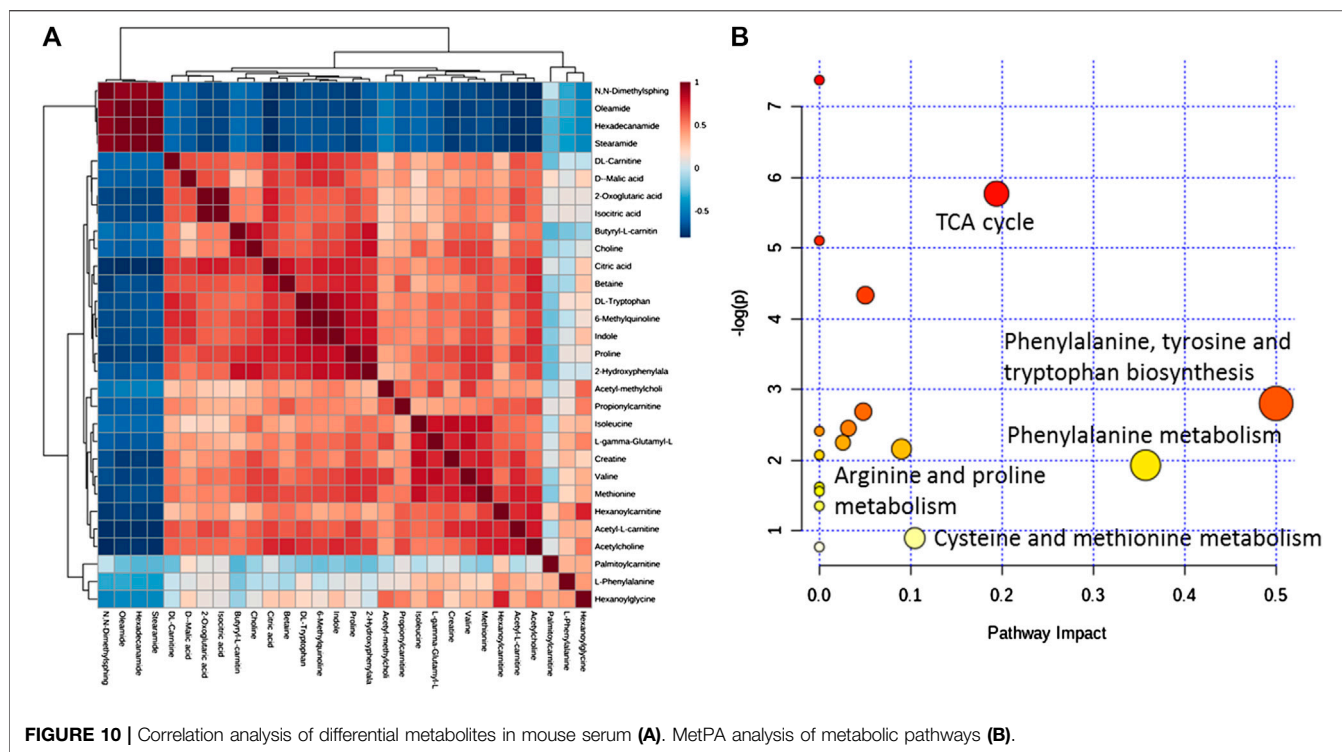 A
1
0.5
0
-0.5
N,N-Dimethylsphing
Oleamide
Hexadecanamide
Stearamide
DL-Carnitine
D--Malic acid
2-Oxoglutaric acid
Isocitric acid
Butyryl-L-carnitin
Choline
Citric acid
Betaine
DL-Tryptophan
6-Methylquinoline
Indole
Proline
2-Hydroxyphenylala
Acetyl-methylcholi
Propionylcarnitine
Isoleucine
L-gamma-Glutamyl-L
Creatine
Valine
Methionine
Hexanoylcarnitine
Acetyl-L-carnitine
Acetylcholine
Palmitoylcarnitine
L-Phenylalanine
Hexanoylglycine
N,N-Dimethylsphing
Oleamide
Hexadecanamide
Stearamide
DL-Carnitine
D--Malic acid
2-Oxoglutaric acid
Isocitric acid
Butyryl-L-carnitin
Choline
Citric acid
Betaine
DL-Tryptophan
6-Methylquinoline
Indole
Proline
2-Hydroxyphenylala
Acetyl-methylcholi
Propionylcarnitine
Isoleucine
L-gamma-Glutamyl-L
Creatine
Valine
Methionine
Hexanoylcarnitine
Acetyl-L-carnitine
Acetylcholine
Palmitoylcarnitine
L-Phenylalanine
Hexanoylglycine
B
-log(p)
7
6
5
4
3
2
1
TCA cycle
Phenylalanine, tyrosine and
tryptophan biosynthesis
Phenylalanine metabolism
Arginine and proline
metabolism
Cysteine and methionine metabolism
0.0
0.1
0.2
0.3
0.4
0.5
Pathway Impact
FIGURE 10 | Correlation analysis of differential metabolites in mouse serum (A). MetPA analysis of metabolic pathways (B).